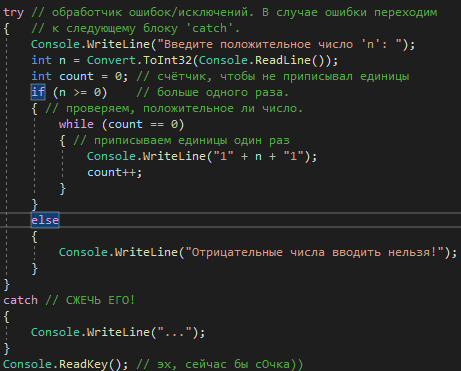 try // обработчик ошибок/исключений. В случае ошибки переходим
{   // к следующему блоку 'catch'.
    Console.WriteLine("Введите положительное число 'n': ");
    int n = Convert.ToInt32(Console.ReadLine());
    int count = 0; // счётчик, чтобы не приписывал единицы
    if (n >= 0)    // больше одного раза.
    { // проверяем, положительное ли число.
        while (count == 0)
        { // приписываем единицы один раз
            Console.WriteLine("1" + n + "1");
            count++;
        }
    }
    else
    {
        Console.WriteLine("Отрицательные числа вводить нельзя!");
    }
}
catch // СЖЕЧЬ ЕГО!
{
    Console.WriteLine("...");
}
Console.ReadKey(); // эх, сейчас бы сОчка))